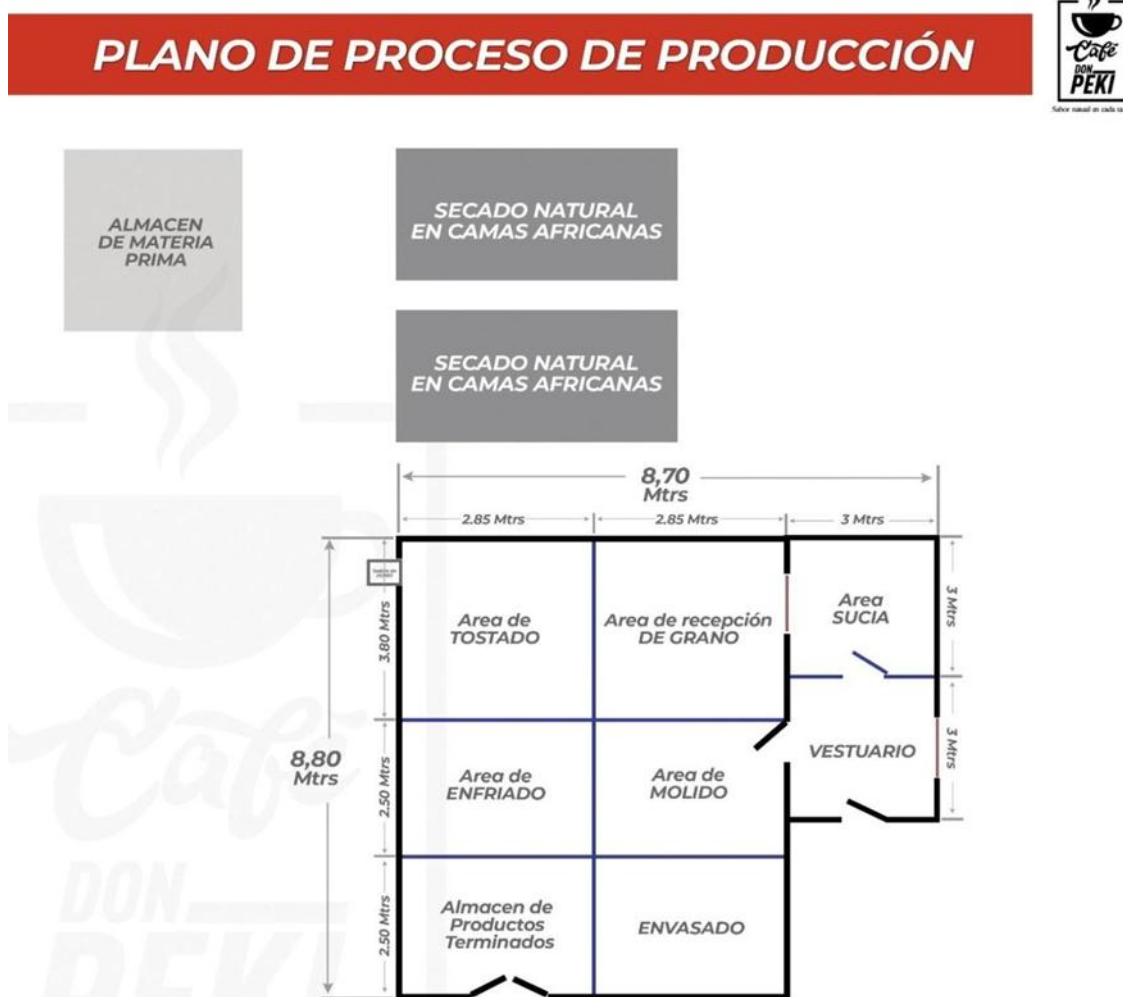 PLANO DE PROCESO DE PRODUCCIÓN
Café
DON
PEKI
ALMACEN
DE MATERIA
PRIMA
SECADO NATURAL
EN CAMAS AFRICANAS
SECADO NATURAL
EN CAMAS AFRICANAS
8,70
Mtrs
2.85 Mtrs
2.85 Mtrs
3 Mtrs
8,80
Mtrs
3.80 Mtrs
2.50 Mtrs
2.50 Mtrs
Area de
TOSTADO
Area de recepción
DE GRANO
Area
SUCIA
3 Mtrs
Area de
ENFRIADO
Area de
MOLIDO
VESTUARIO
3 Mtrs
Almacen de
Productos
Terminados
ENVASADO
Café
DON
PEKI